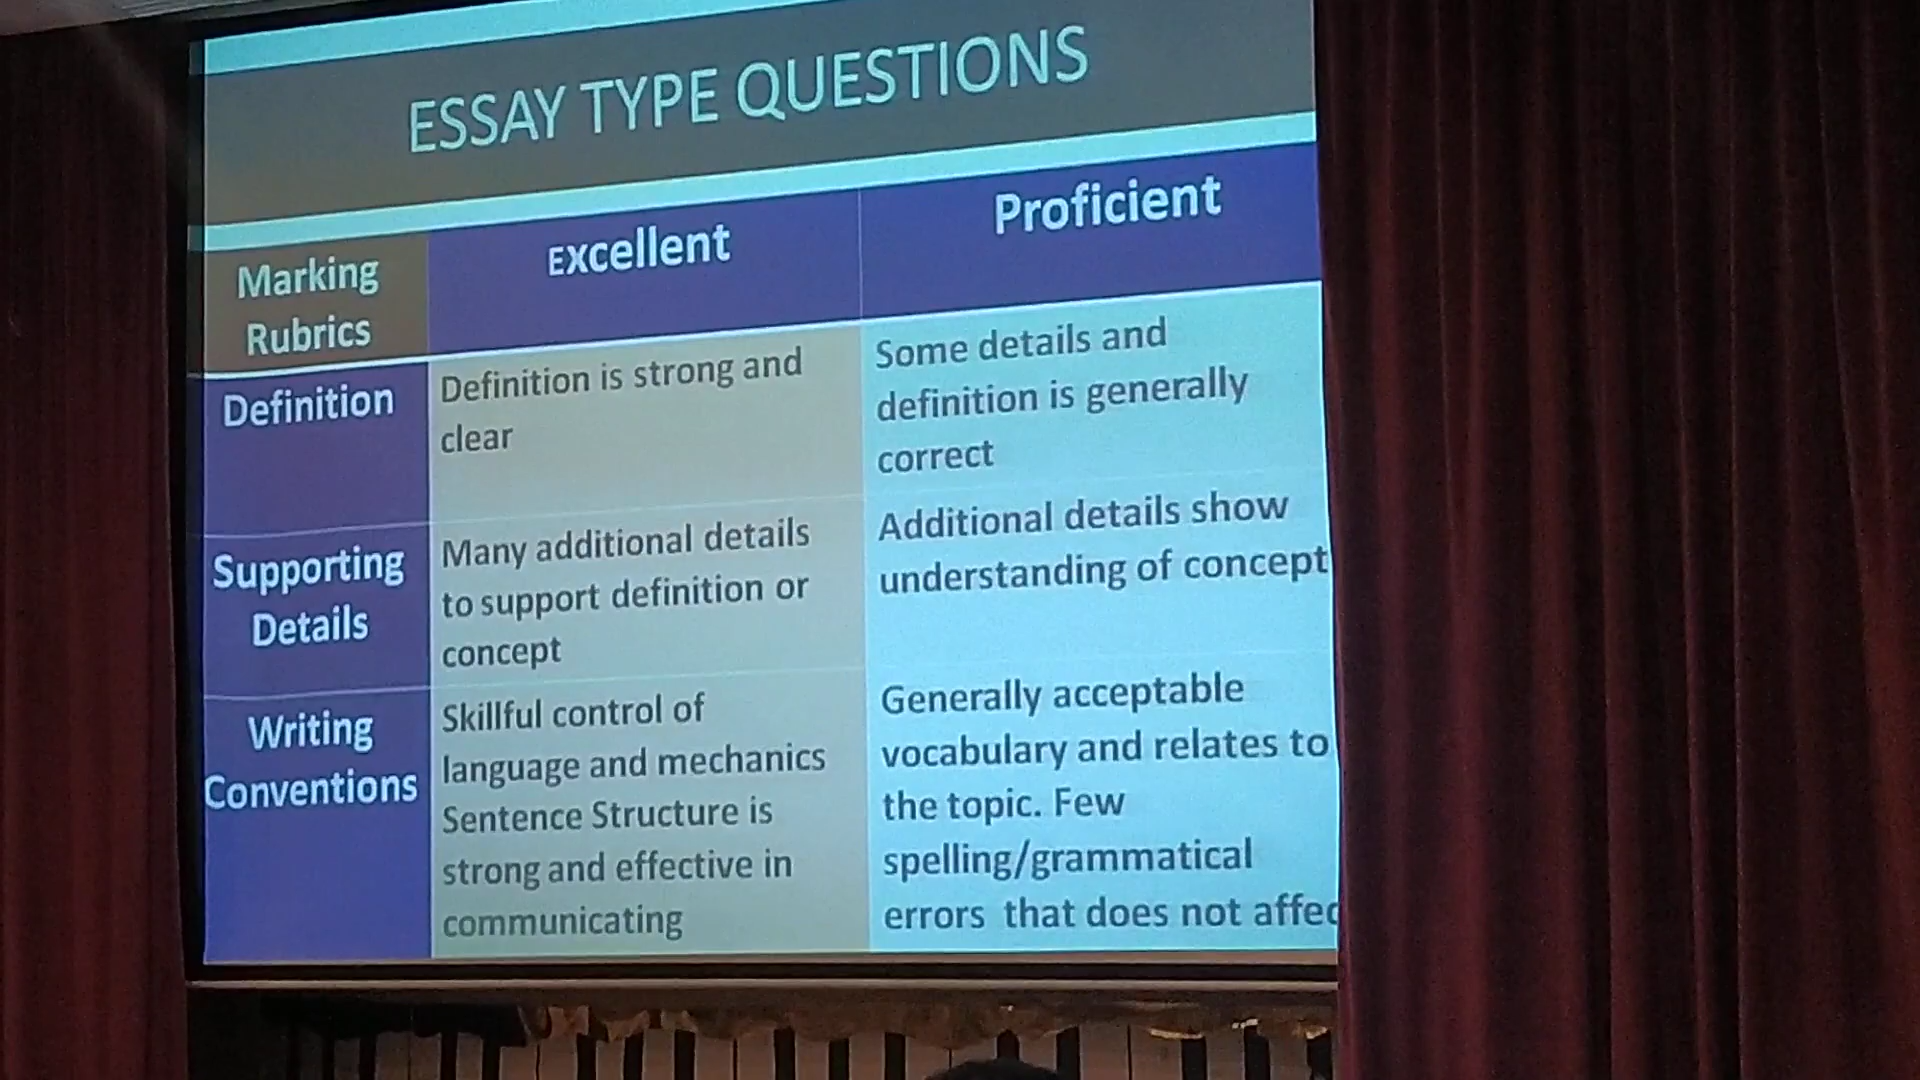 ESSAY TYPE QUESTIONS
Marking
Rubrics
Excellent
Proficient
Definition
Definition is strong and
clear
Some details and
definition is generally
correct
Supporting
Details
Many additional details
to support definition or
concept
Additional details show
understanding of concept
Writing
Conventions
Skillful control of
language and mechanics
Sentence Structure is
strong and effective in
communicating
Generally acceptable
vocabulary and relates to
the topic. Few
spelling/grammatical
errors that does not